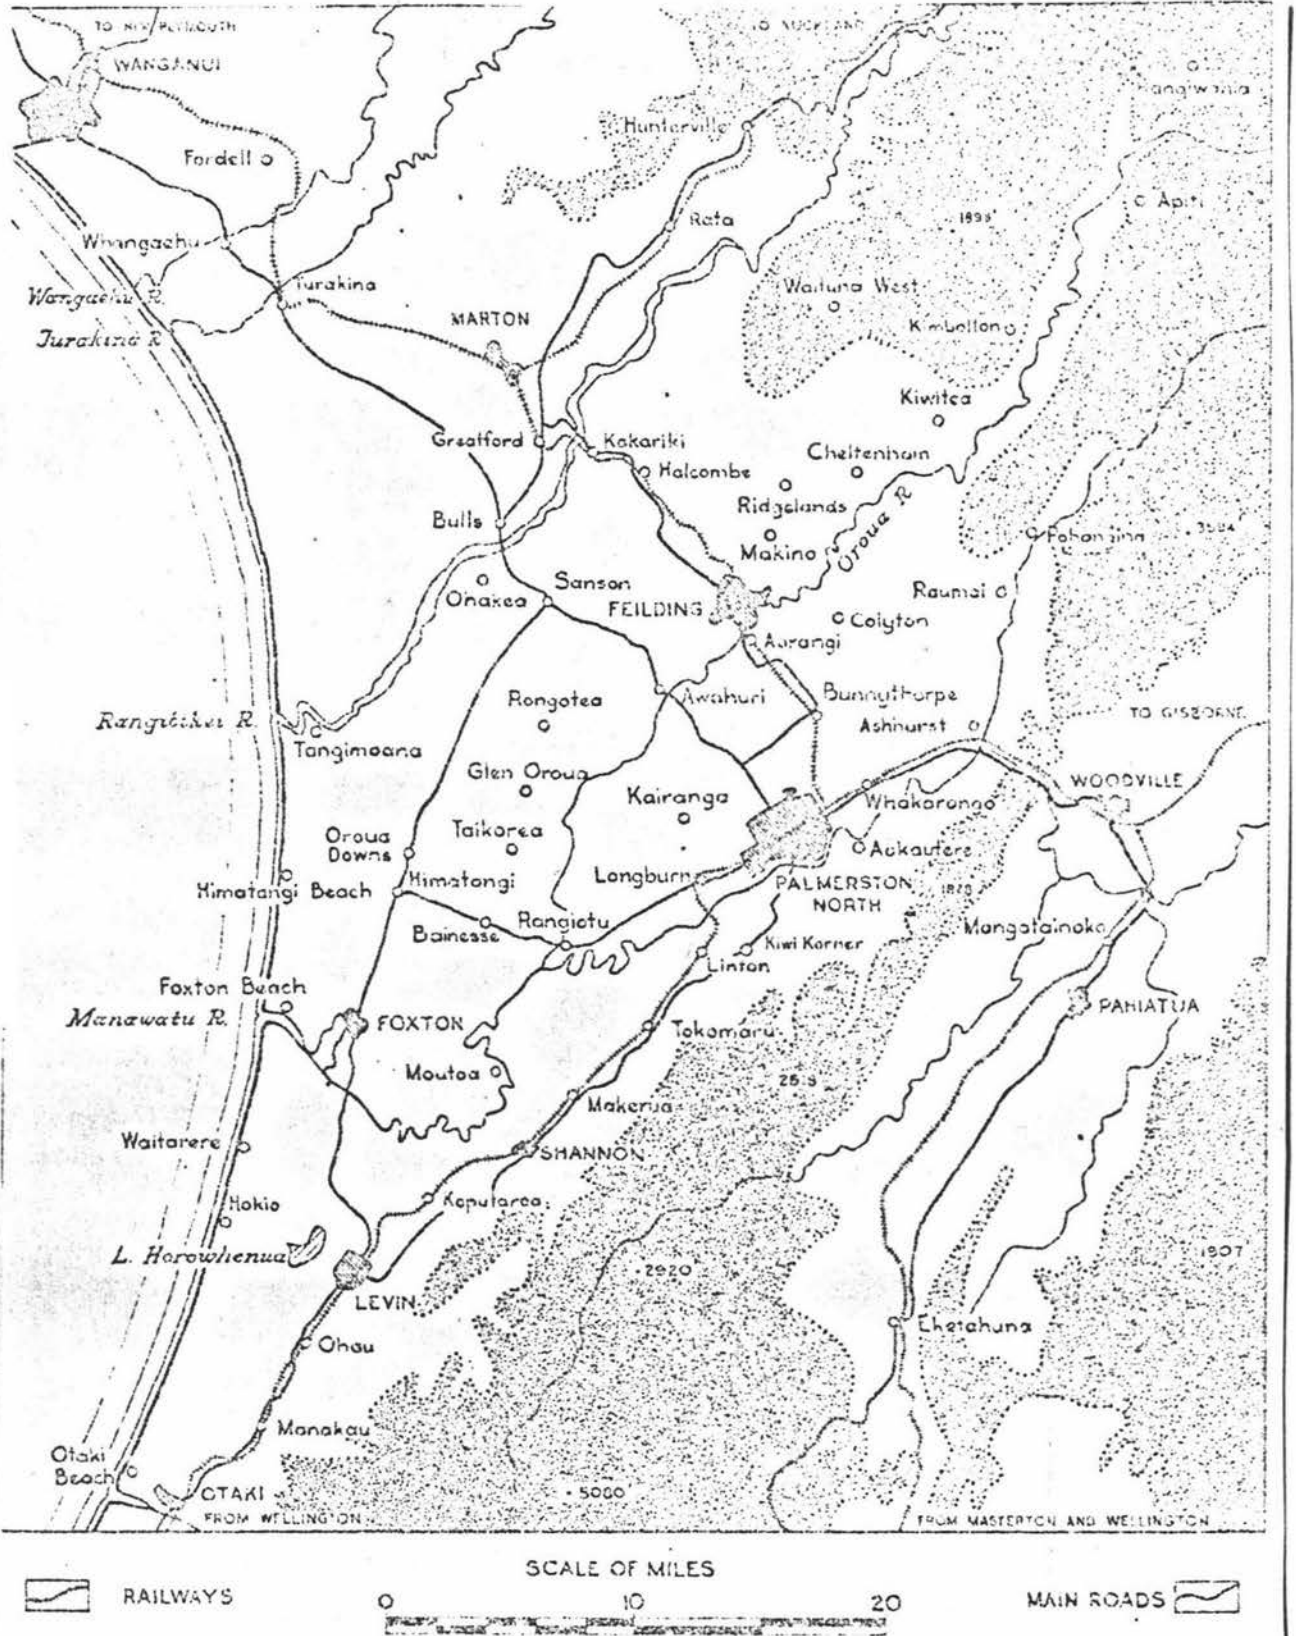 TO NEW PLYMOUTH
TO AUCKLAND
WANGANUI
Hunterville
Fordell
Rata
Apiti
1898
Whangaehu
Turakina
Waituna West
Wangaehu R.
Turakina R
MARTON
Kimbolton
Kiwitea
Greatford
Kakariki
Cheltenham
Halcombe
Ridgelands
Bulls
Makino
Oroua R
Pohangina
Sanson
Ohakea
FEILDING
Raumai
Colyton
Aorangi
Rongotea
Awahuri
Bunnythorpe
Rangitikei R.
Tangimoana
Ashhurst
TO GISBORNE
Glen Oroua
Kairanga
WOODVILLE
Whakarongo
Oroua
Downs
Taikorea
Aokautere
Himatangi Beach
Himatangi
Longburn
PALMERSTON
NORTH
1828
Bainesse
Rangiotu
Mangatainoka
Kiwi Korner
Linton
Foxton Beach
Manawatu R.
FOXTON
PAHIATUA
Tokomaru
Moutoa
Makerua
Waitarere
SHANNON
Hokio
Koputaroa
L. Horowhenua
2920
1907
LEVIN
Ohau
Eketahuna
Manakau
Otaki
Beach
OTAKI
5080
FROM WELLINGTON
FROM MASTERTON AND WELLINGTON
SCALE OF MILES
RAILWAYS
0 10 20
MAIN ROADS